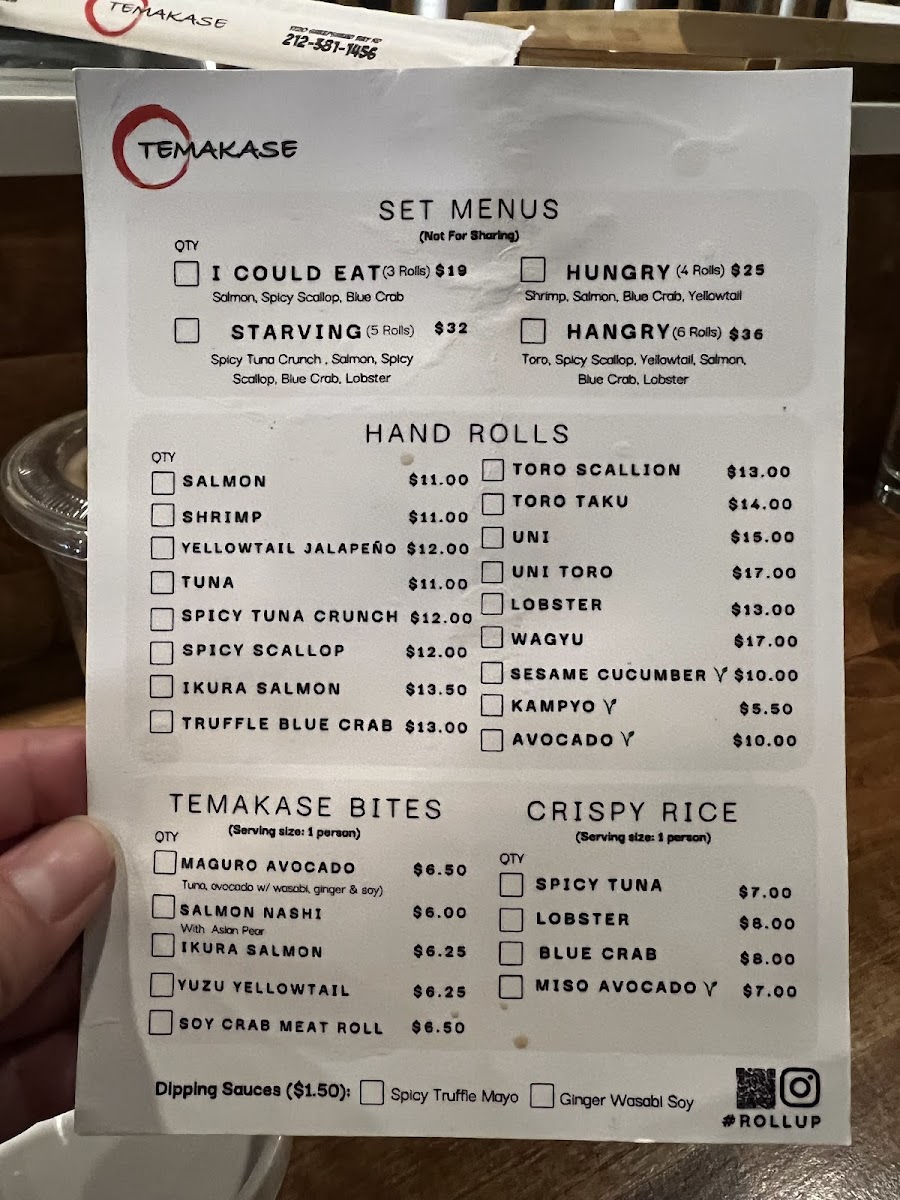 TEMAKASE
212-381-1456
TEMAKASE
SET MENUS
(Not For Sharing)
QTY
I COULD EAT (3 Rolls) $19
Salmon, Spicy Scallop, Blue Crab
HUNGRY (4 Rolls) $25
Shrimp, Salmon, Blue Crab, Yellowtail
STARVING (5 Rolls) $32
Spicy Tuna Crunch , Salmon, Spicy
Scallop, Blue Crab, Lobster
HANGRY (6 Rolls) $36
Toro, Spicy Scallop, Yellowtail, Salmon,
Blue Crab, Lobster
HAND ROLLS
QTY
SALMON $11.00
SHRIMP $11.00
YELLOWTAIL JALAPEÑO $12.00
TUNA $11.00
SPICY TUNA CRUNCH $12.00
SPICY SCALLOP $12.00
IKURA SALMON $13.50
TRUFFLE BLUE CRAB $13.00
TORO SCALLION $13.00
TORO TAKU $14.00
UNI $15.00
UNI TORO $17.00
LOBSTER $13.00
WAGYU $17.00
SESAME CUCUMBER $10.00
KAMPYO $5.50
AVOCADO $10.00
TEMAKASE BITES
(Serving size: 1 person)
QTY
MAGURO AVOCADO $6.50
Tuna, avocado w/ wasabi, ginger & soy)
SALMON NASHI $6.00
With Asian Pear
IKURA SALMON $6.25
YUZU YELLOWTAIL $6.25
SOY CRAB MEAT ROLL $6.50
CRISPY RICE
(Serving size: 1 person)
QTY
SPICY TUNA $7.00
LOBSTER $8.00
BLUE CRAB $8.00
MISO AVOCADO $7.00
Dipping Sauces ($1.50): Spicy Truffle Mayo Ginger Wasabi Soy
#ROLLUP